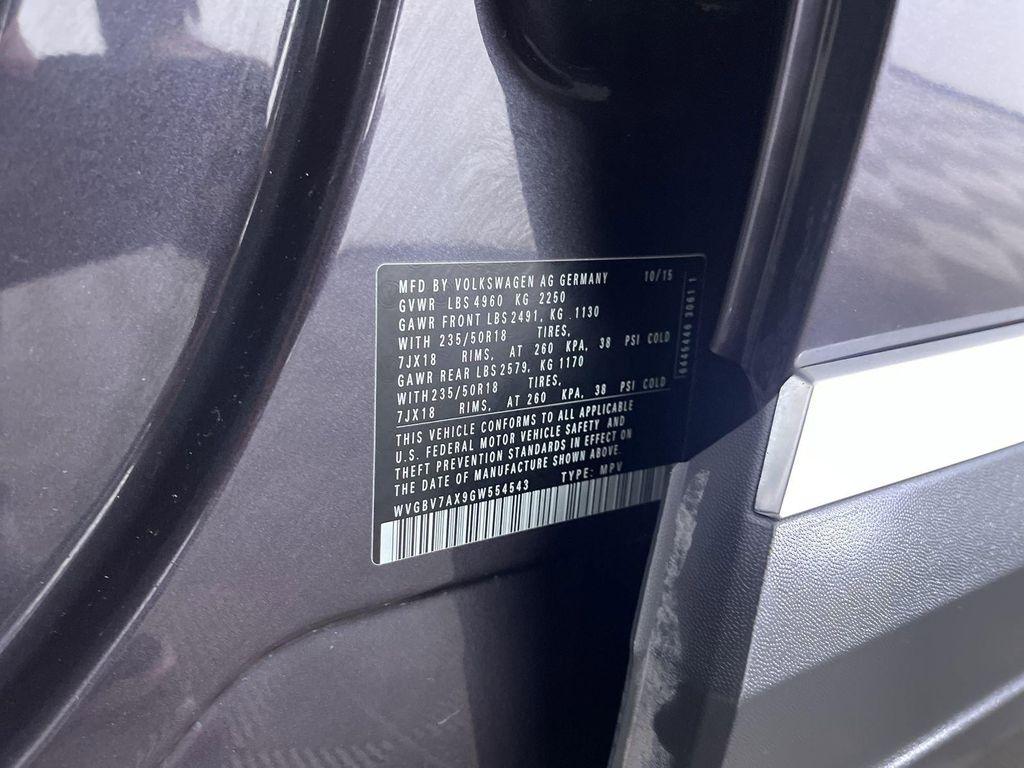 MFD BY VOLKSWAGEN AG GERMANY 10/15
GVWR LBS 4960 KG 2250
GAWR FRONT LBS 2491, KG .1130
WITH 235/50R18 TIRES,
7JX18 RIMS, AT 260 KPA, 38 PSI COLD
GAWR REAR LBS 2579, KG 1170
WITH 235/50R18 TIRES,
7JX18 RIMS, AT 260 KPA, 38 PSI COLD
THIS VEHICLE CONFORMS TO ALL APPLICABLE
U.S. FEDERAL MOTOR VEHICLE SAFETY AND
THEFT PREVENTION STANDARDS IN EFFECT ON
THE DATE OF MANUFACTURE SHOWN ABOVE.
WVGBV7AX9GW554543 TYPE: MPV
6445446 3061 1